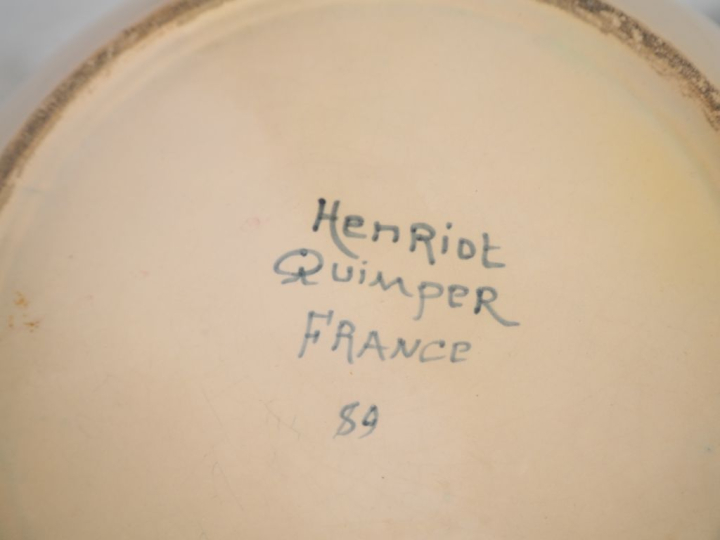 HenRiot
QuimpeR
FRANCE
89